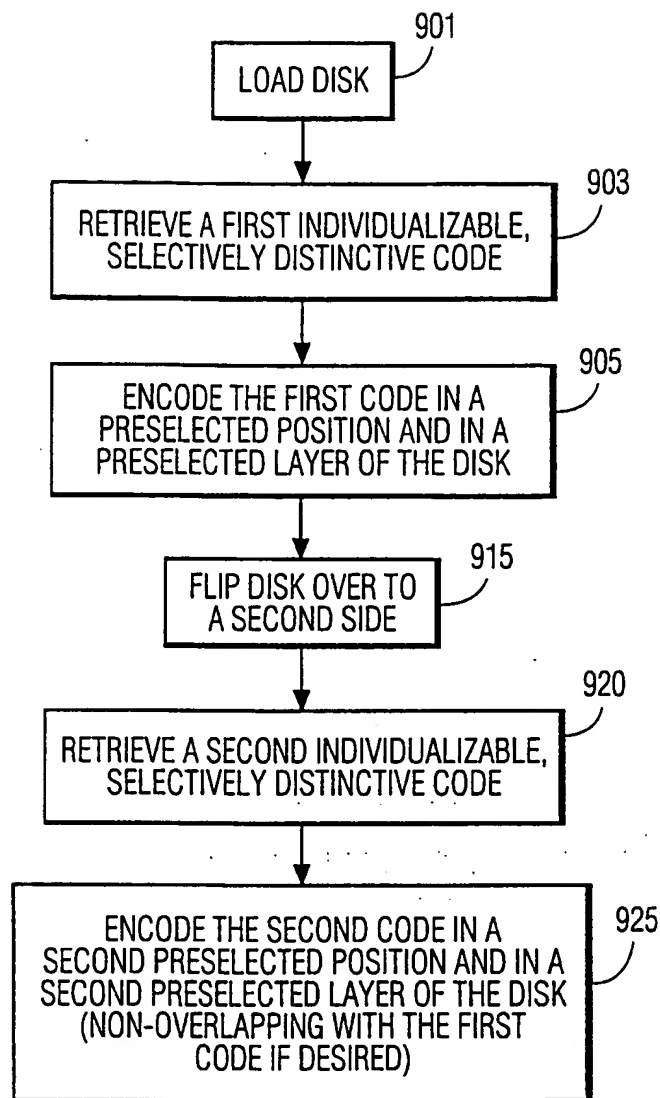 901
LOAD DISK
903
RETRIEVE A FIRST INDIVIDUALIZABLE,
SELECTIVELY DISTINCTIVE CODE
905
ENCODE THE FIRST CODE IN A
PRESELECTED POSITION AND IN A
PRESELECTED LAYER OF THE DISK
915
FLIP DISK OVER TO
A SECOND SIDE
920
RETRIEVE A SECOND INDIVIDUALIZABLE,
SELECTIVELY DISTINCTIVE CODE
925
ENCODE THE SECOND CODE IN A
SECOND PRESELECTED POSITION AND IN A
SECOND PRESELECTED LAYER OF THE DISK
(NON-OVERLAPPING WITH THE FIRST
CODE IF DESIRED)